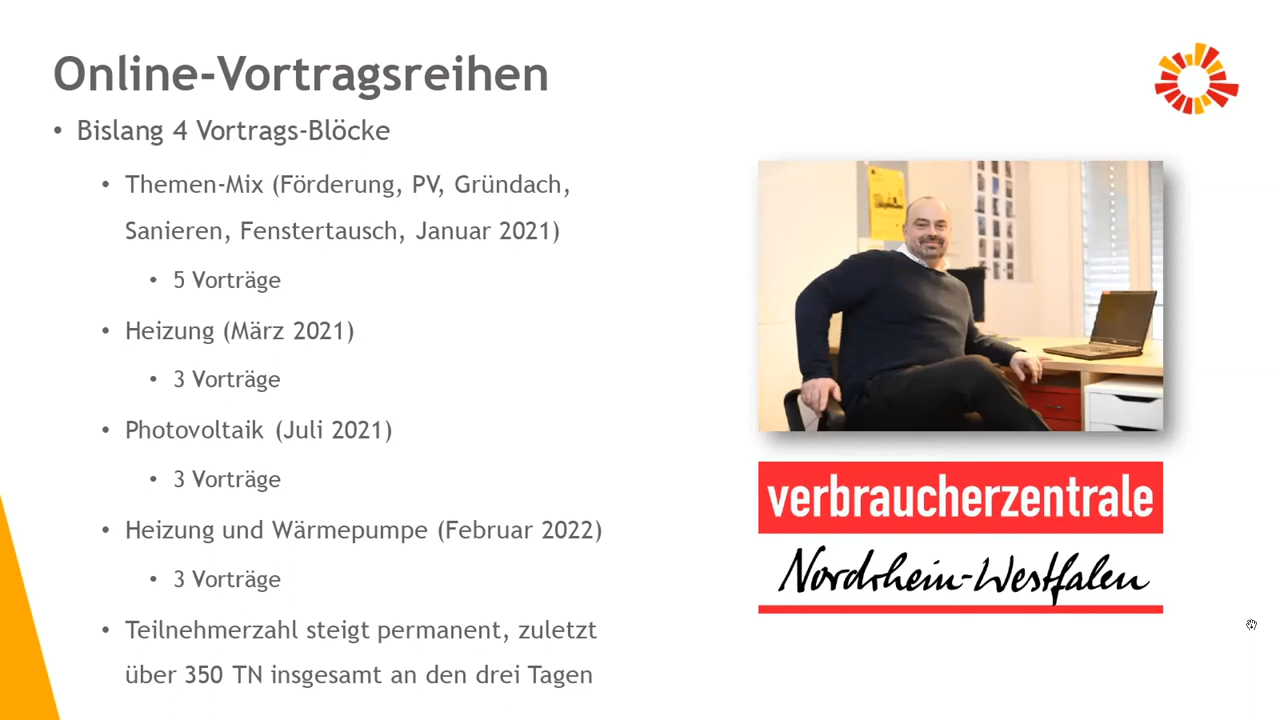 Online-Vortragsreihen
• Bislang 4 Vortrags-Blöcke
• Themen-Mix (Förderung, PV, Gründach,
Sanieren, Fenstertausch, Januar 2021)
• 5 Vorträge
• Heizung (März 2021)
• 3 Vorträge
• Photovoltaik (Juli 2021)
• 3 Vorträge
• Heizung und Wärmepumpe (Februar 2022)
• 3 Vorträge
• Teilnehmerzahl steigt permanent, zuletzt
über 350 TN insgesamt an den drei Tagen
verbraucherzentrale
Nordrhein-Westfalen